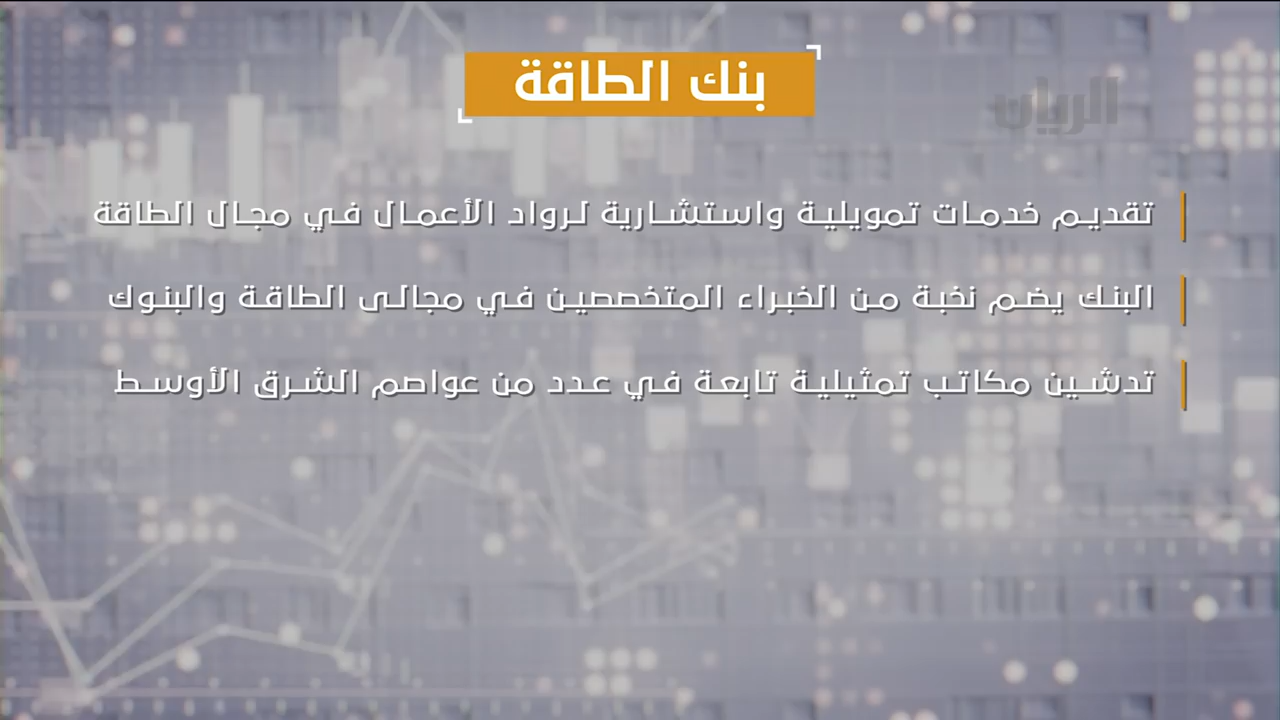 بنك الطاقة
الريان
تقديم خدمات تمويلية واستشارية لرواد الأعمال في مجال الطاقة
البنك يضم نخبة من الخبراء المتخصصين في مجالى الطاقة والبنوك
تدشين مكاتب تمثيلية تابعة في عدد من عواصم الشرق الأوسط